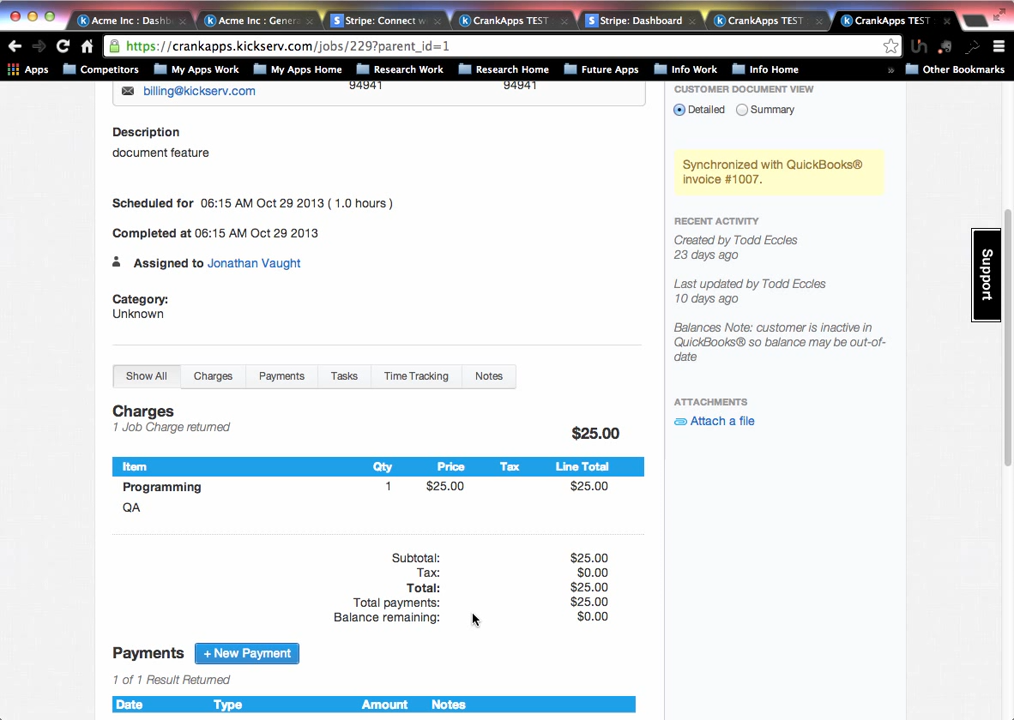 Acme Inc : Dashb
Acme Inc : Genera
Stripe: Connect w
CrankApps TEST
Stripe: Dashboard
CrankApps TEST
CrankApps TEST
https://crankapps.kickserv.com/jobs/229?parent_id=1
Apps
Competitors
My Apps Work
My Apps Home
Research Work
Research Home
Future Apps
Info Work
Info Home
»
Other Bookmarks
94941
94941
billing@kickserv.com
Description
document feature
Scheduled for 06:15 AM Oct 29 2013 ( 1.0 hours )
Completed at 06:15 AM Oct 29 2013
Assigned to Jonathan Vaught
Category:
Unknown
Show All
Charges
Payments
Tasks
Time Tracking
Notes
Charges
1 Job Charge returned
$25.00
Item Qty Price Tax Line Total
Programming 1 $25.00 $25.00
QA
Subtotal: $25.00
Tax: $0.00
Total: $25.00
Total payments: $25.00
Balance remaining: $0.00
Payments + New Payment
1 of 1 Result Returned
Date Type Amount Notes
CUSTOMER DOCUMENT VIEW
Detailed Summary
Synchronized with QuickBooks®
invoice #1007.
RECENT ACTIVITY
Created by Todd Eccles
23 days ago
Last updated by Todd Eccles
10 days ago
Balances Note: customer is inactive in
QuickBooks® so balance may be out-of-
date
ATTACHMENTS
Attach a file
Support